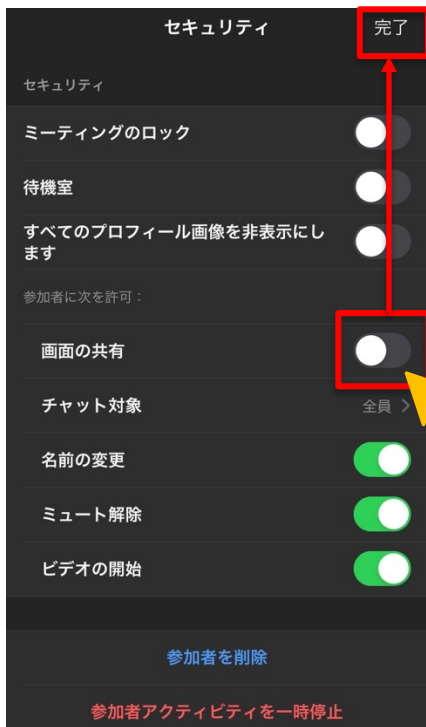 セキュリティ 完了
セキュリティ
ミーティングのロック
待機室
すべてのプロフィール画像を非表示にし
ます
参加者に次を許可：
画面の共有
チャット対象 全員 >
名前の変更
ミュート解除
ビデオの開始
参加者を削除
参加者アクティビティを一時停止